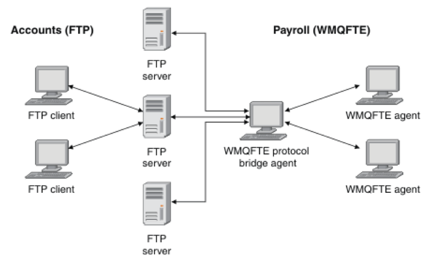 Accounts (FTP)
Payroll (WMQFTE)
FTP
server
FTP client
WMQFTE agent
FTP
server
WMQFTE protocol
bridge agent
FTP client
WMQFTE agent
FTP
server